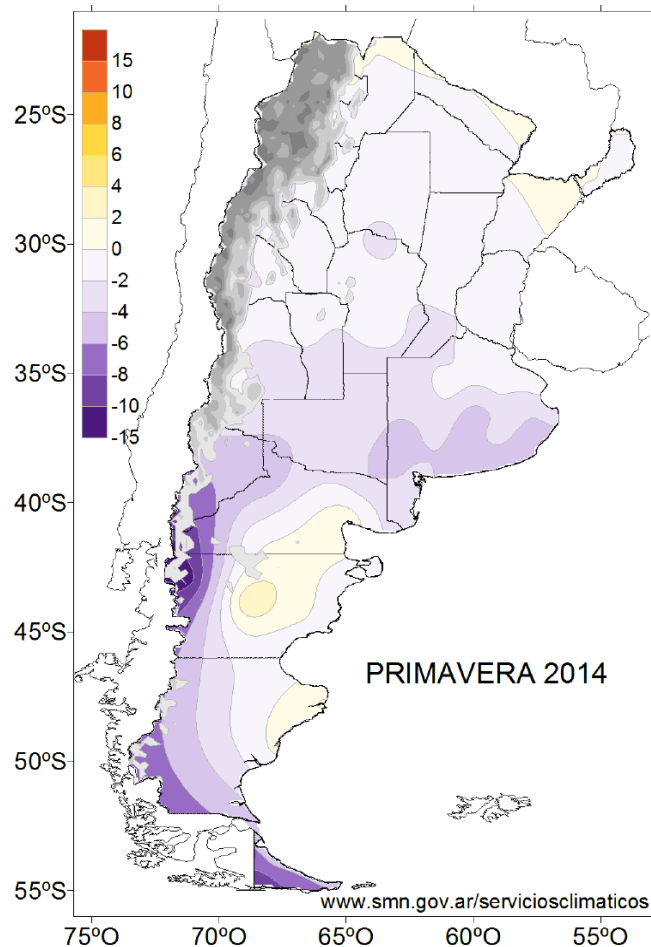 15
10
8
6
4
2
0
-2
-4
-6
-8
-10
-15
25ºS
30ºS
35ºS
40ºS
45ºS
50ºS
55ºS
PRIMAVERA 2014
www.smn.gov.ar/serviciosclimaticos
75ºO
70ºO
65ºO
60ºO
55ºO